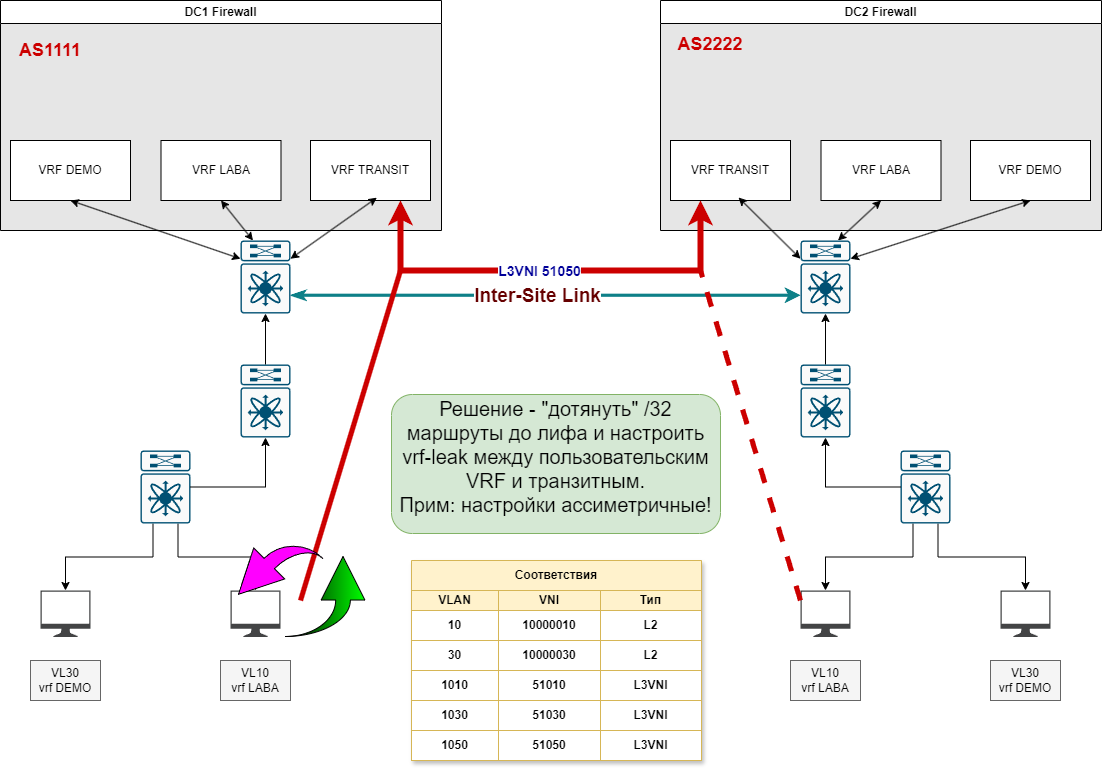 DC1 Firewall
DC2 Firewall
AS1111
AS2222
VRF DEMO
VRF LABA
VRF TRANSIT
VRF TRANSIT
VRF LABA
VRF DEMO
L3VNI 51050
Inter-Site Link
Решение - "дотянуть" /32
маршруты до лифа и настроить
vrf-leak между пользовательским
VRF и транзитным.
Прим: настройки ассиметричные!
Соответствия
VLAN VNI Тип
10 10000010 L2
30 10000030 L2
1010 51010 L3VNI
1030 51030 L3VNI
1050 51050 L3VNI
VL30
vrf DEMO
VL10
vrf LABA
VL10
vrf LABA
VL30
vrf DEMO